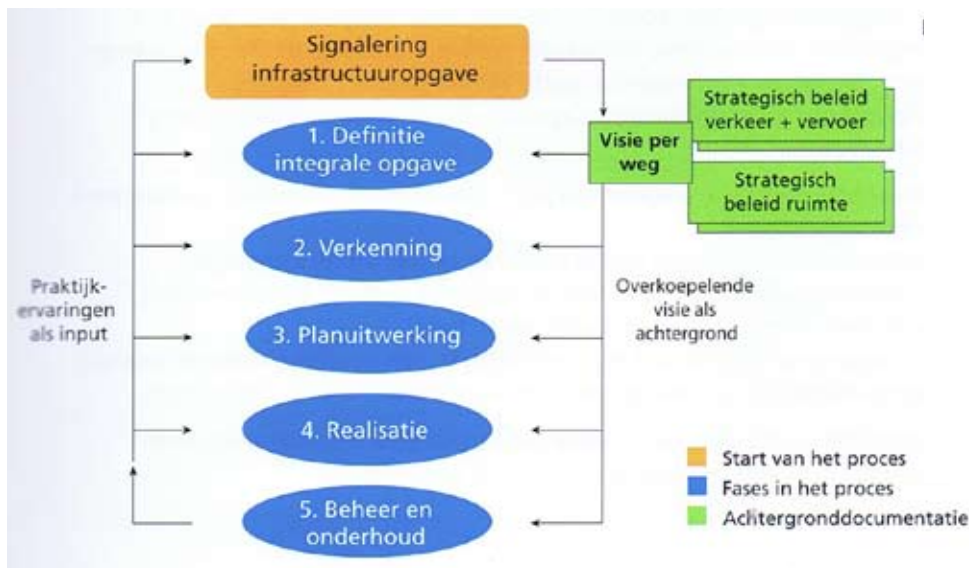 Signalering
infrastructuuropgave
Strategisch beleid
verkeer + vervoer
Visie per
weg
Strategisch
beleid ruimte
1. Definitie
integrale opgave
2. Verkenning
3. Planuitwerking
4. Realisatie
5. Beheer en
onderhoud
Praktijk-
ervaringen
als input
Overkoepelende
visie als
achtergrond
Start van het proces
Fases in het proces
Achtergronddocumentatie